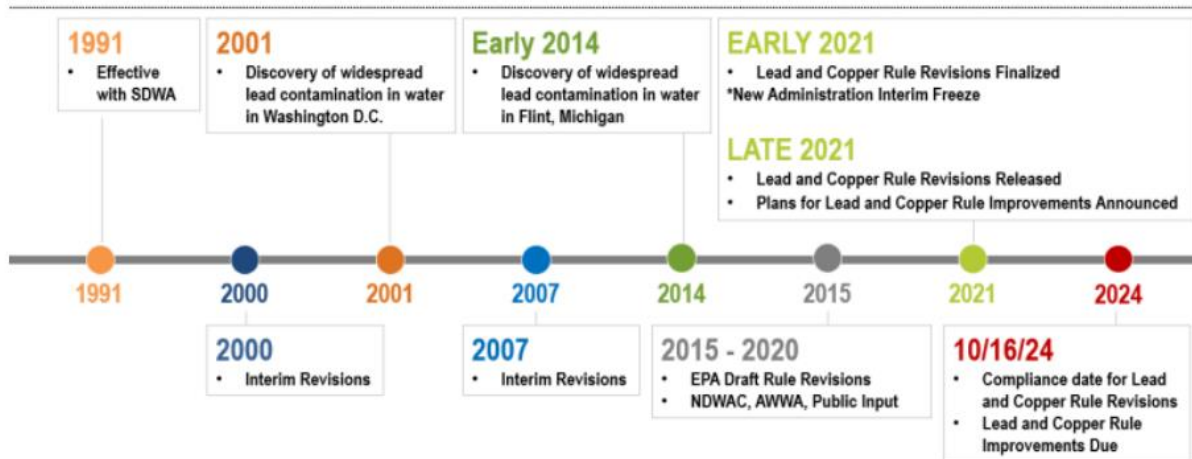 1991
• Effective
with SDWA
2001
• Discovery of widespread
lead contamination in water
in Washington D.C.
Early 2014
• Discovery of widespread
lead contamination in water
in Flint, Michigan
EARLY 2021
• Lead and Copper Rule Revisions Finalized
*New Administration Interim Freeze
LATE 2021
• Lead and Copper Rule Revisions Released
• Plans for Lead and Copper Rule Improvements Announced
1991
2000
2001
2007
2014
2015
2021
2024
2000
• Interim Revisions
2007
• Interim Revisions
2015 - 2020
• EPA Draft Rule Revisions
• NDWAC, AWWA, Public Input
10/16/24
• Compliance date for Lead
and Copper Rule Revisions
• Lead and Copper Rule
Improvements Due